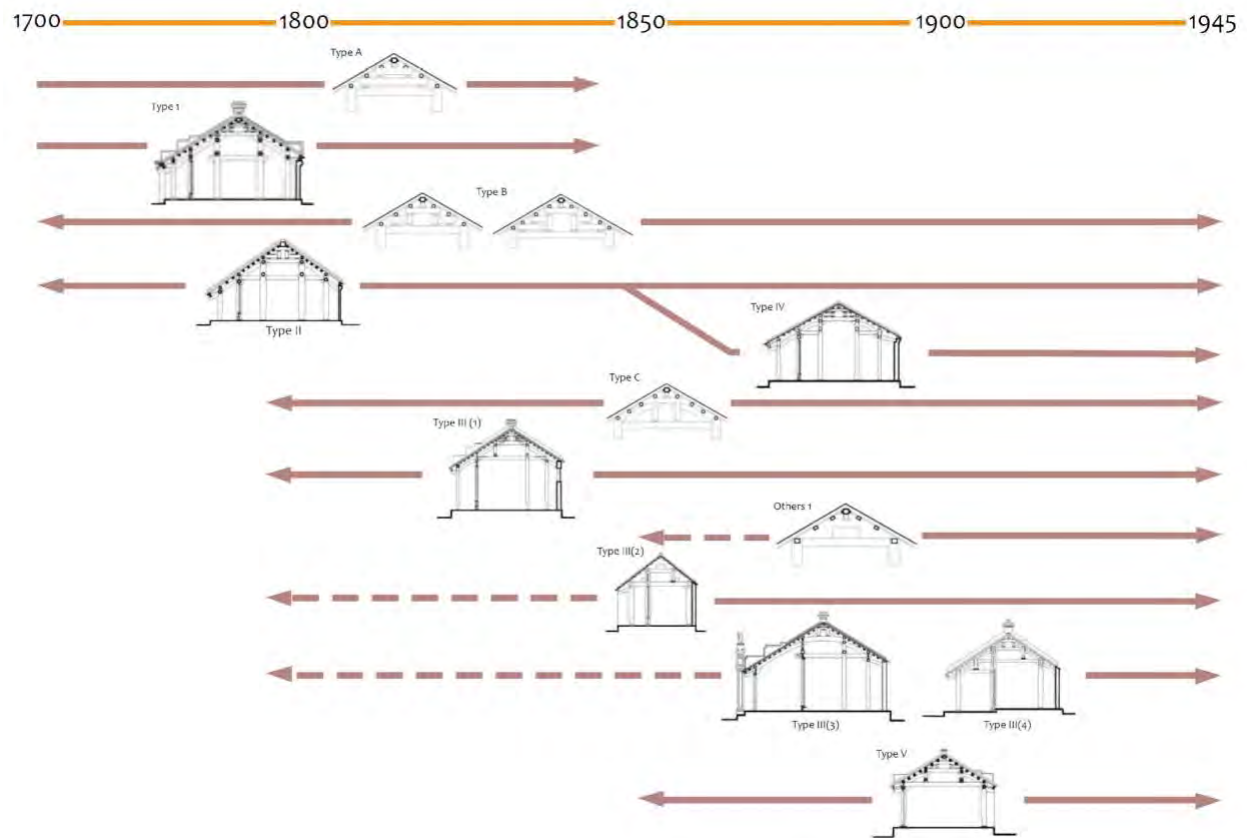 1700 1800 1850 1900 1945
Type A
Type 1
Type B
Type II
Type IV
Type C
Type III (1)
Others 1
Type III(2)
Type III(3)
Type III(4)
Type V